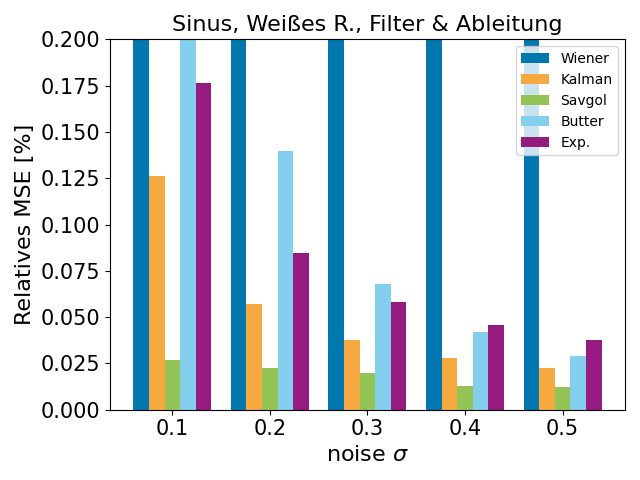 Sinus, Weißes R., Filter & Ableitung
Relatives MSE [%]
0.200
0.175
0.150
0.125
0.100
0.075
0.050
0.025
0.000
Wiener
Kalman
Savgol
Butter
Exp.
0.1 0.2 0.3 0.4 0.5
noise σ